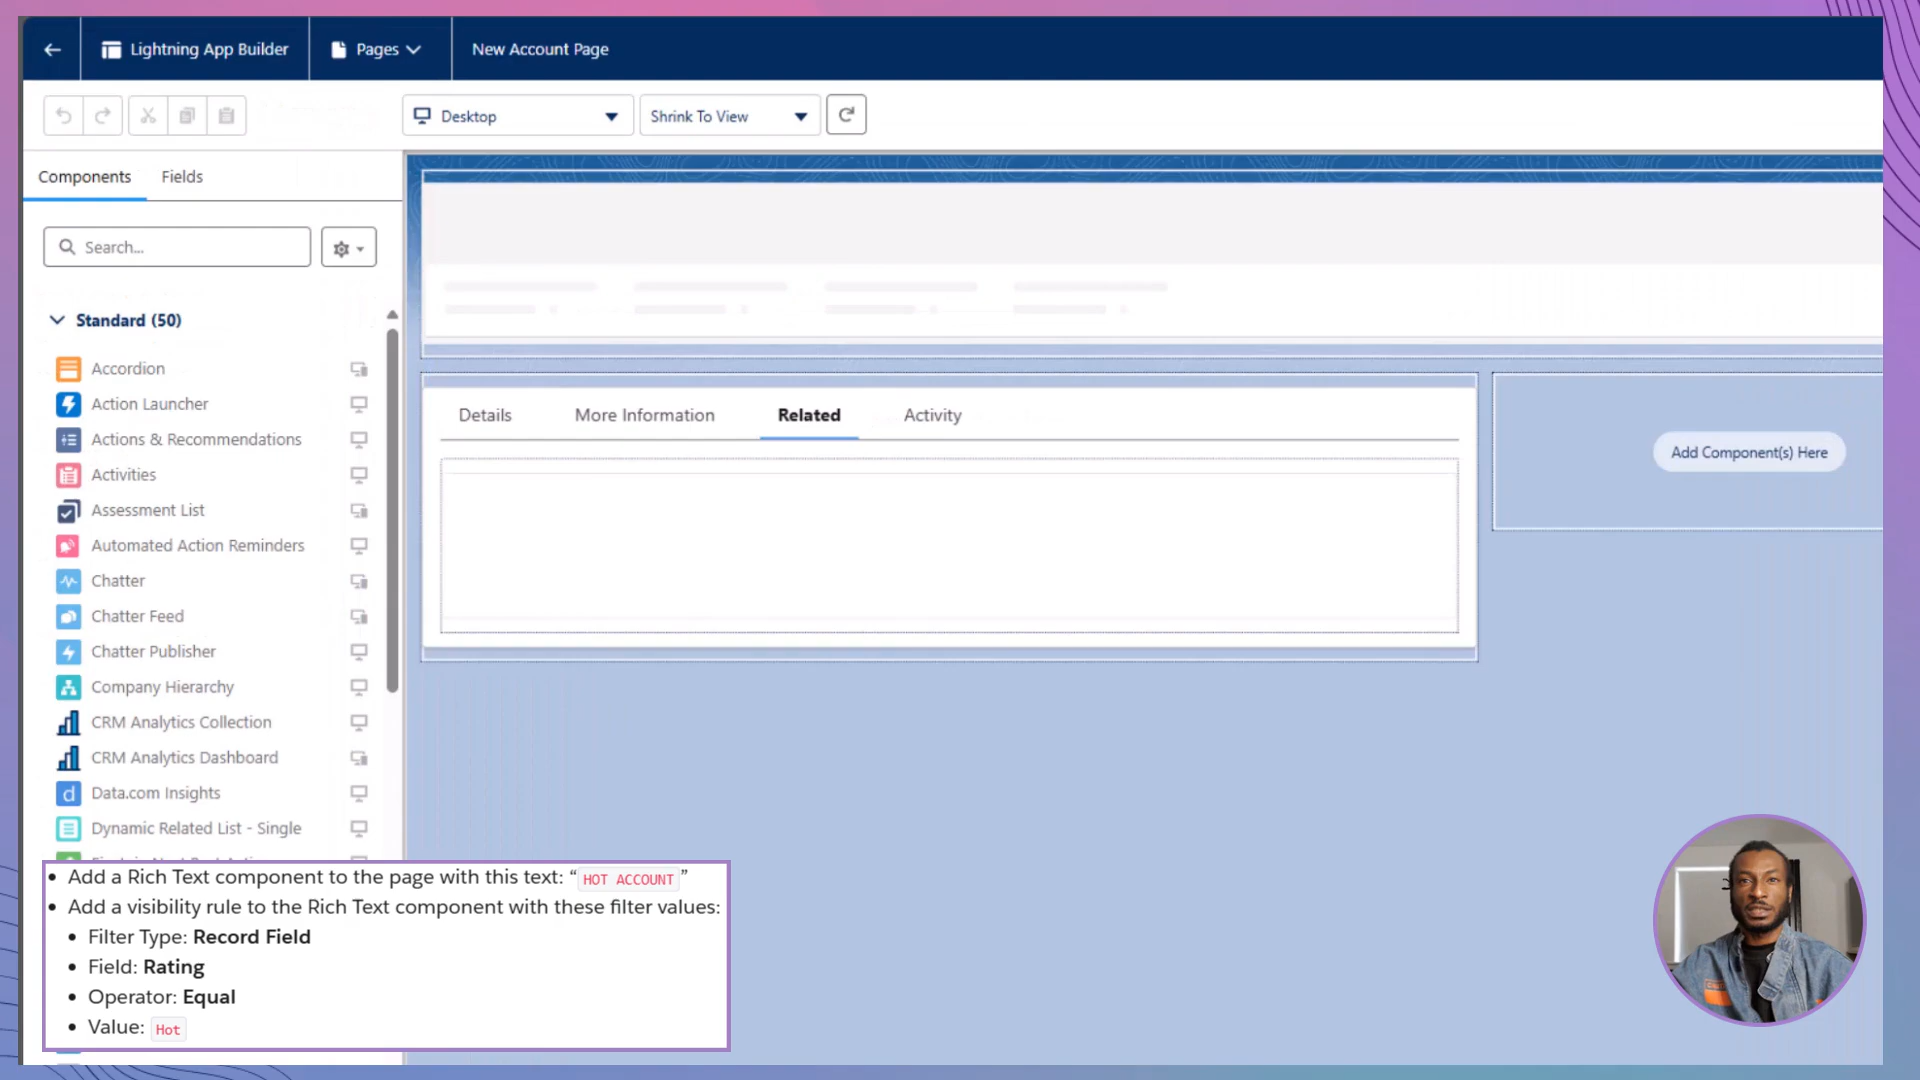 Lightning App Builder
Pages
New Account Page
Desktop
Shrink To View
Components
Fields
Search...
Standard (50)
Accordion
Action Launcher
Actions & Recommendations
Activities
Assessment List
Automated Action Reminders
Chatter
Chatter Feed
Chatter Publisher
Company Hierarchy
CRM Analytics Collection
CRM Analytics Dashboard
Data.com Insights
Dynamic Related List - Single
Details
More Information
Related
Activity
Add Component(s) Here
• Add a Rich Text component to the page with this text: “HOT ACCOUNT”
• Add a visibility rule to the Rich Text component with these filter values:
• Filter Type: Record Field
• Field: Rating
• Operator: Equal
• Value: Hot